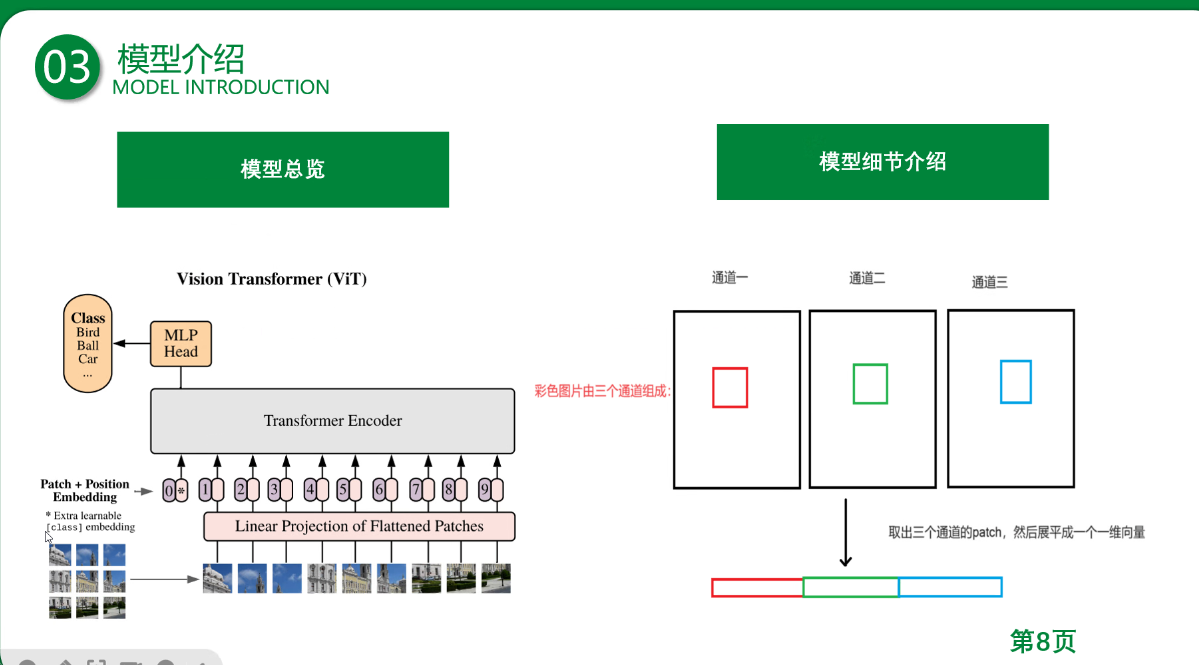 03
模型介绍
MODEL INTRODUCTION
模型总览
Vision Transformer (ViT)
Class
Bird
Ball
Car
...
MLP
Head
Transformer Encoder
Patch + Position
Embedding
0 * 1 2 3 4 5 6 7 8 9
* Extra learnable
[class] embedding
Linear Projection of Flattened Patches
模型细节介绍
通道一 通道二 通道三
彩色图片由三个通道组成:
取出三个通道的patch，然后展平成一个一维向量
第8页